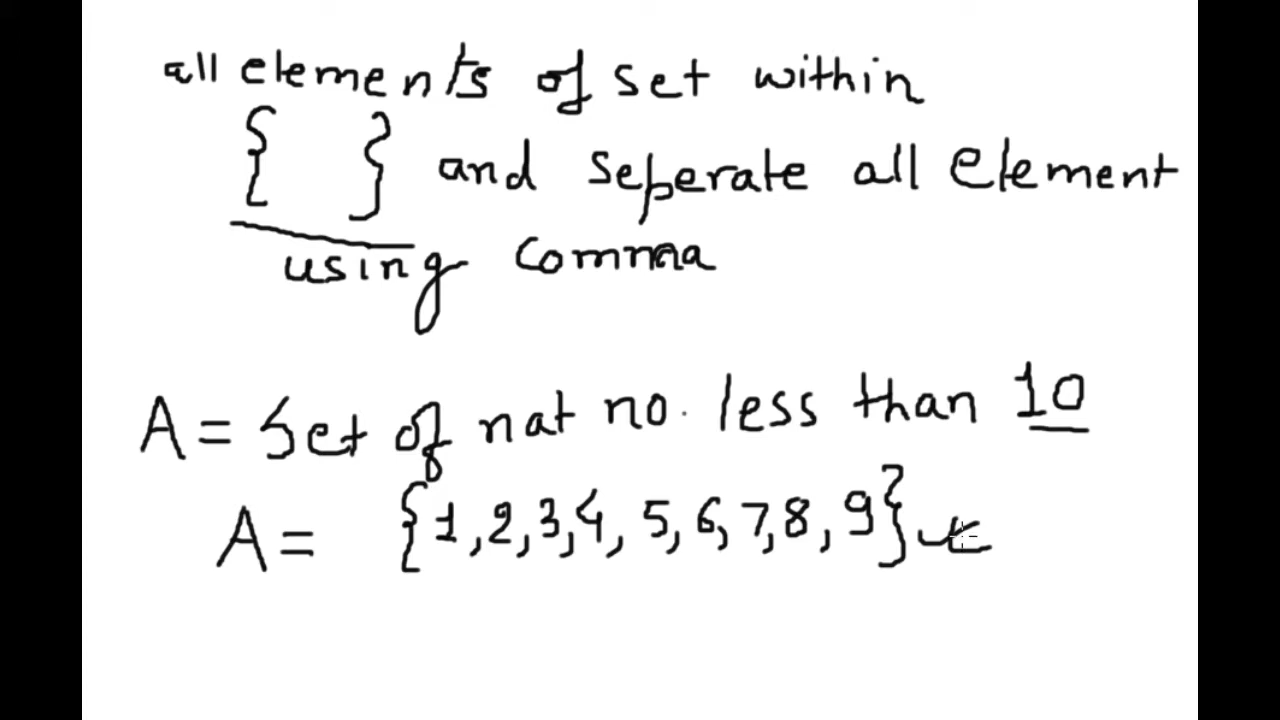 all elements of set within
{ } and seperate all element
using comma
A = Set of nat no. less than 10
A = {1,2,3,4, 5,6,7,8,9}